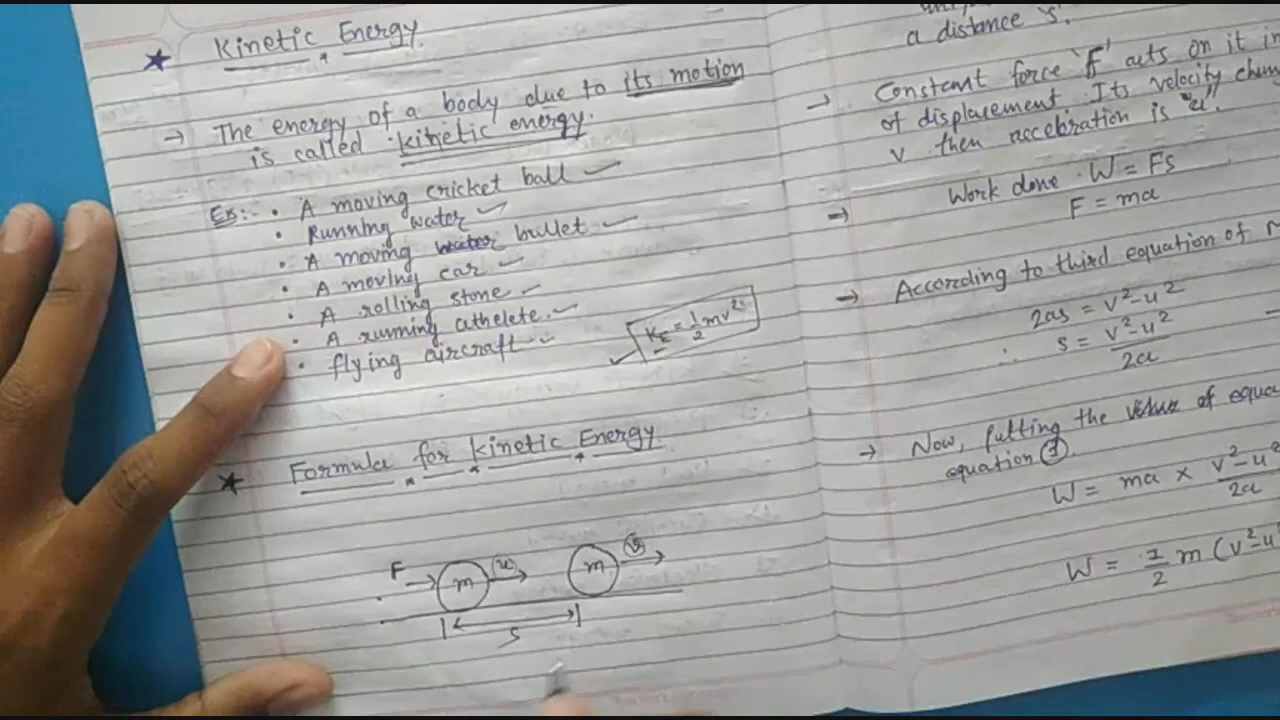 Kinetic Energy
→ The energy of a body due to its motion
is called kinetic energy.
Ex:- • A moving cricket ball
• Running water
• A moving bullet
• A moving car
• A rolling stone
• A running athelete.
• flying aircraft
KE = 1/2 mv²
Formula for Kinetic Energy
F → m u m v
s
a distance 's'.
→ Constant force 'F' acts on it in
of displacement. Its velocity
v then accelration is "a".
→ Work done W = Fs
F = ma
→ According to third equation of
2as = v² - u²
∴ s = v² - u² / 2a
→ Now, putting the value of
equation 1.
W = ma × v² - u² / 2a
W = 1/2 m (v² - u²